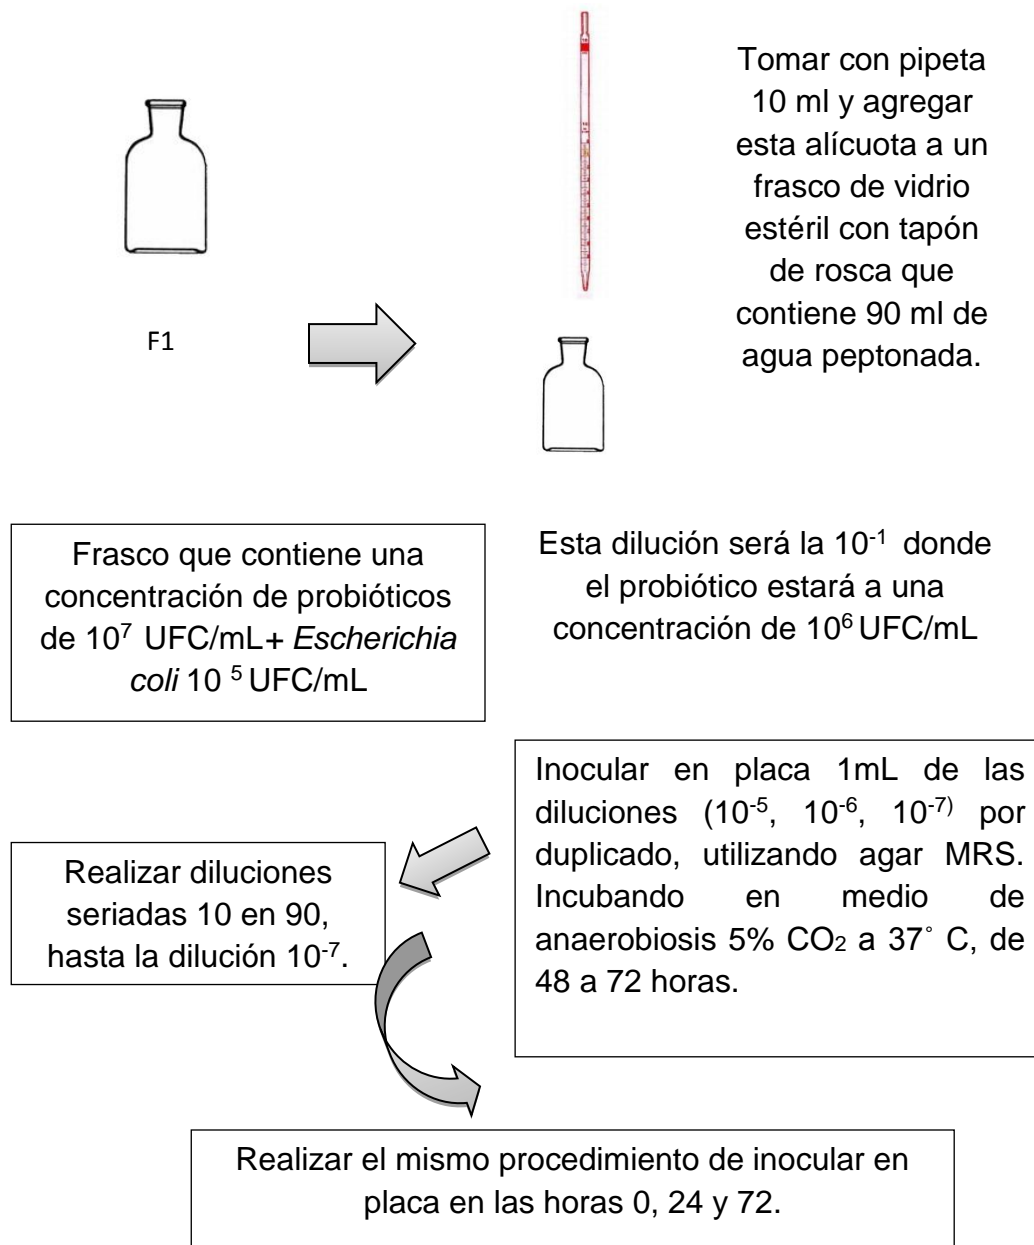 Tomar con pipeta
10 ml y agregar
esta alícuota a un
frasco de vidrio
estéril con tapón
de rosca que
contiene 90 ml de
agua peptonada.
F1
Frasco que contiene una
concentración de probióticos
de 10⁷ UFC/mL+ Escherichia
coli 10 ⁵ UFC/mL
Esta dilución será la 10⁻¹ donde
el probiótico estará a una
concentración de 10⁶ UFC/mL
Inocular en placa 1mL de las
diluciones (10⁻⁵, 10⁻⁶, 10⁻⁷⁾ por
duplicado, utilizando agar MRS.
Incubando en medio de
anaerobiosis 5% CO₂ a 37° C, de
48 a 72 horas.
Realizar diluciones
seriadas 10 en 90,
hasta la dilución 10⁻⁷.
Realizar el mismo procedimiento de inocular en
placa en las horas 0, 24 y 72.